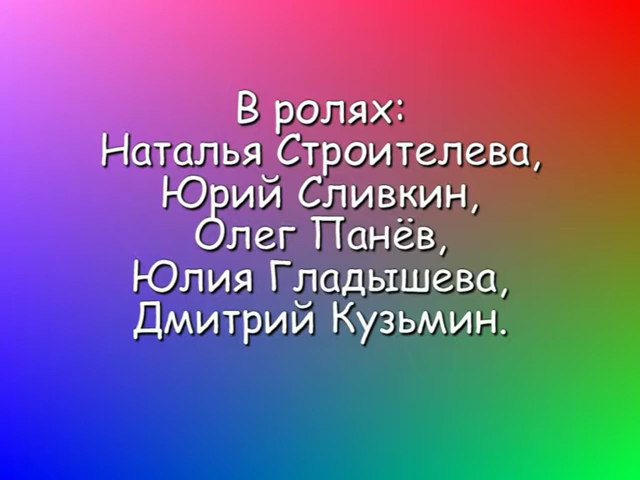 В ролях:
Наталья Строителева,
Юрий Сливкин,
Олег Панёв,
Юлия Гладышева,
Дмитрий Кузьмин.